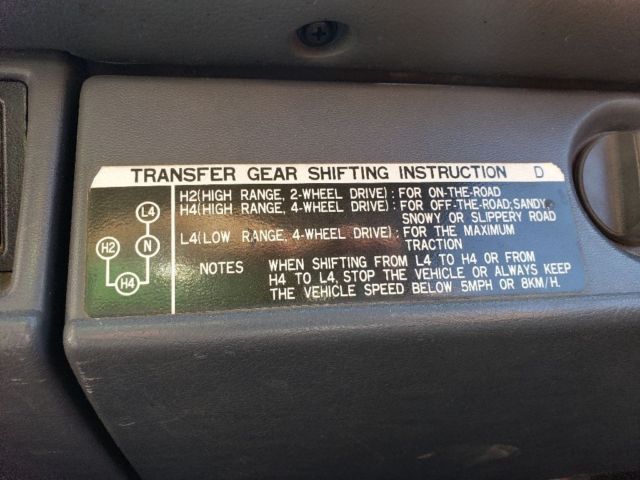 TRANSFER GEAR SHIFTING INSTRUCTION D
H2(HIGH RANGE, 2-WHEEL DRIVE) : FOR ON-THE-ROAD
H4(HIGH RANGE, 4-WHEEL DRIVE) : FOR OFF-THE-ROAD; SANDY,
SNOWY OR SLIPPERY ROAD
L4(LOW RANGE, 4-WHEEL DRIVE) : FOR THE MAXIMUM
TRACTION
NOTES WHEN SHIFTING FROM L4 TO H4 OR FROM
H4 TO L4, STOP THE VEHICLE OR ALWAYS KEEP
THE VEHICLE SPEED BELOW 5MPH OR 8KM/H.
L4
H2 N
H4